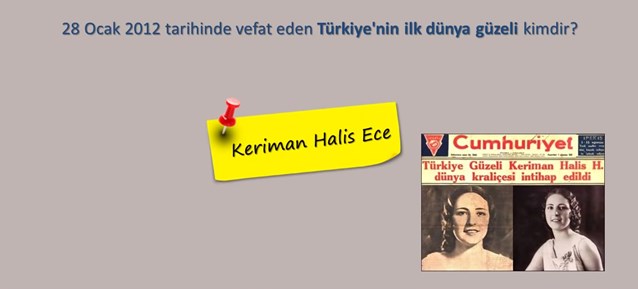 28 Ocak 2012 tarihinde vefat eden Türkiye'nin ilk dünya güzeli kimdir?
Keriman Halis Ece
Cumhuriyet
Türkiye Güzeli Keriman Halis H.
dünya kraliçesi intihap edildi